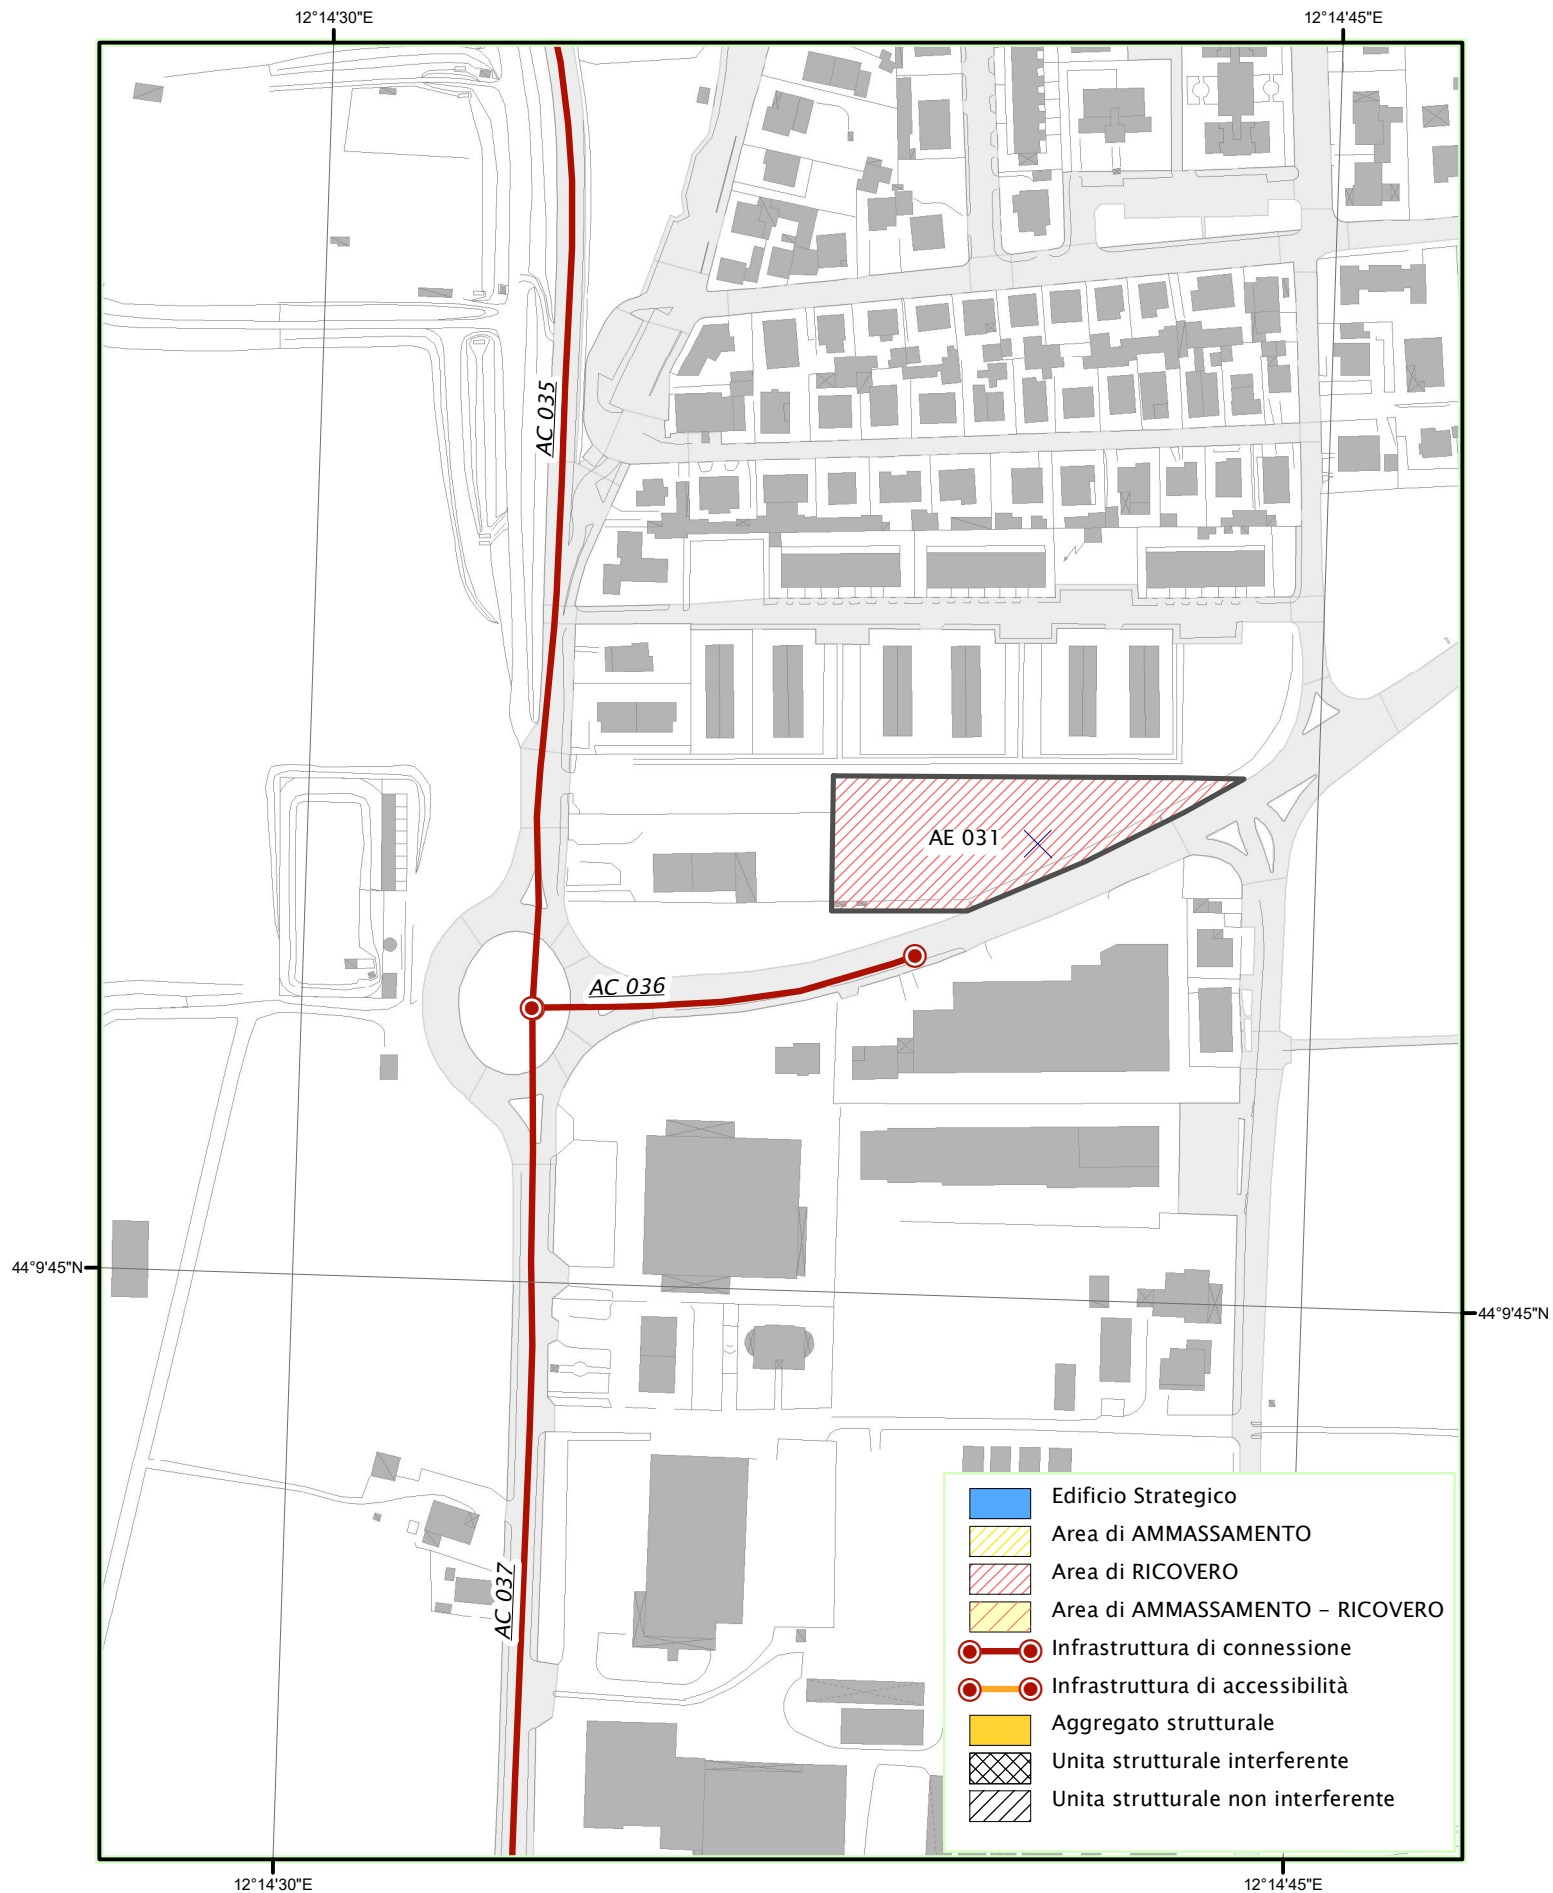 12°14'30"E
12°14'45"E
AC 035
AE 031
AC 036
44°9'45"N
44°9'45"N
AC 037
Edificio Strategico
Area di AMMASSAMENTO
Area di RICOVERO
Area di AMMASSAMENTO - RICOVERO
Infrastruttura di connessione
Infrastruttura di accessibilità
Aggregato strutturale
Unita strutturale interferente
Unita strutturale non interferente
12°14'30"E
12°14'45"E